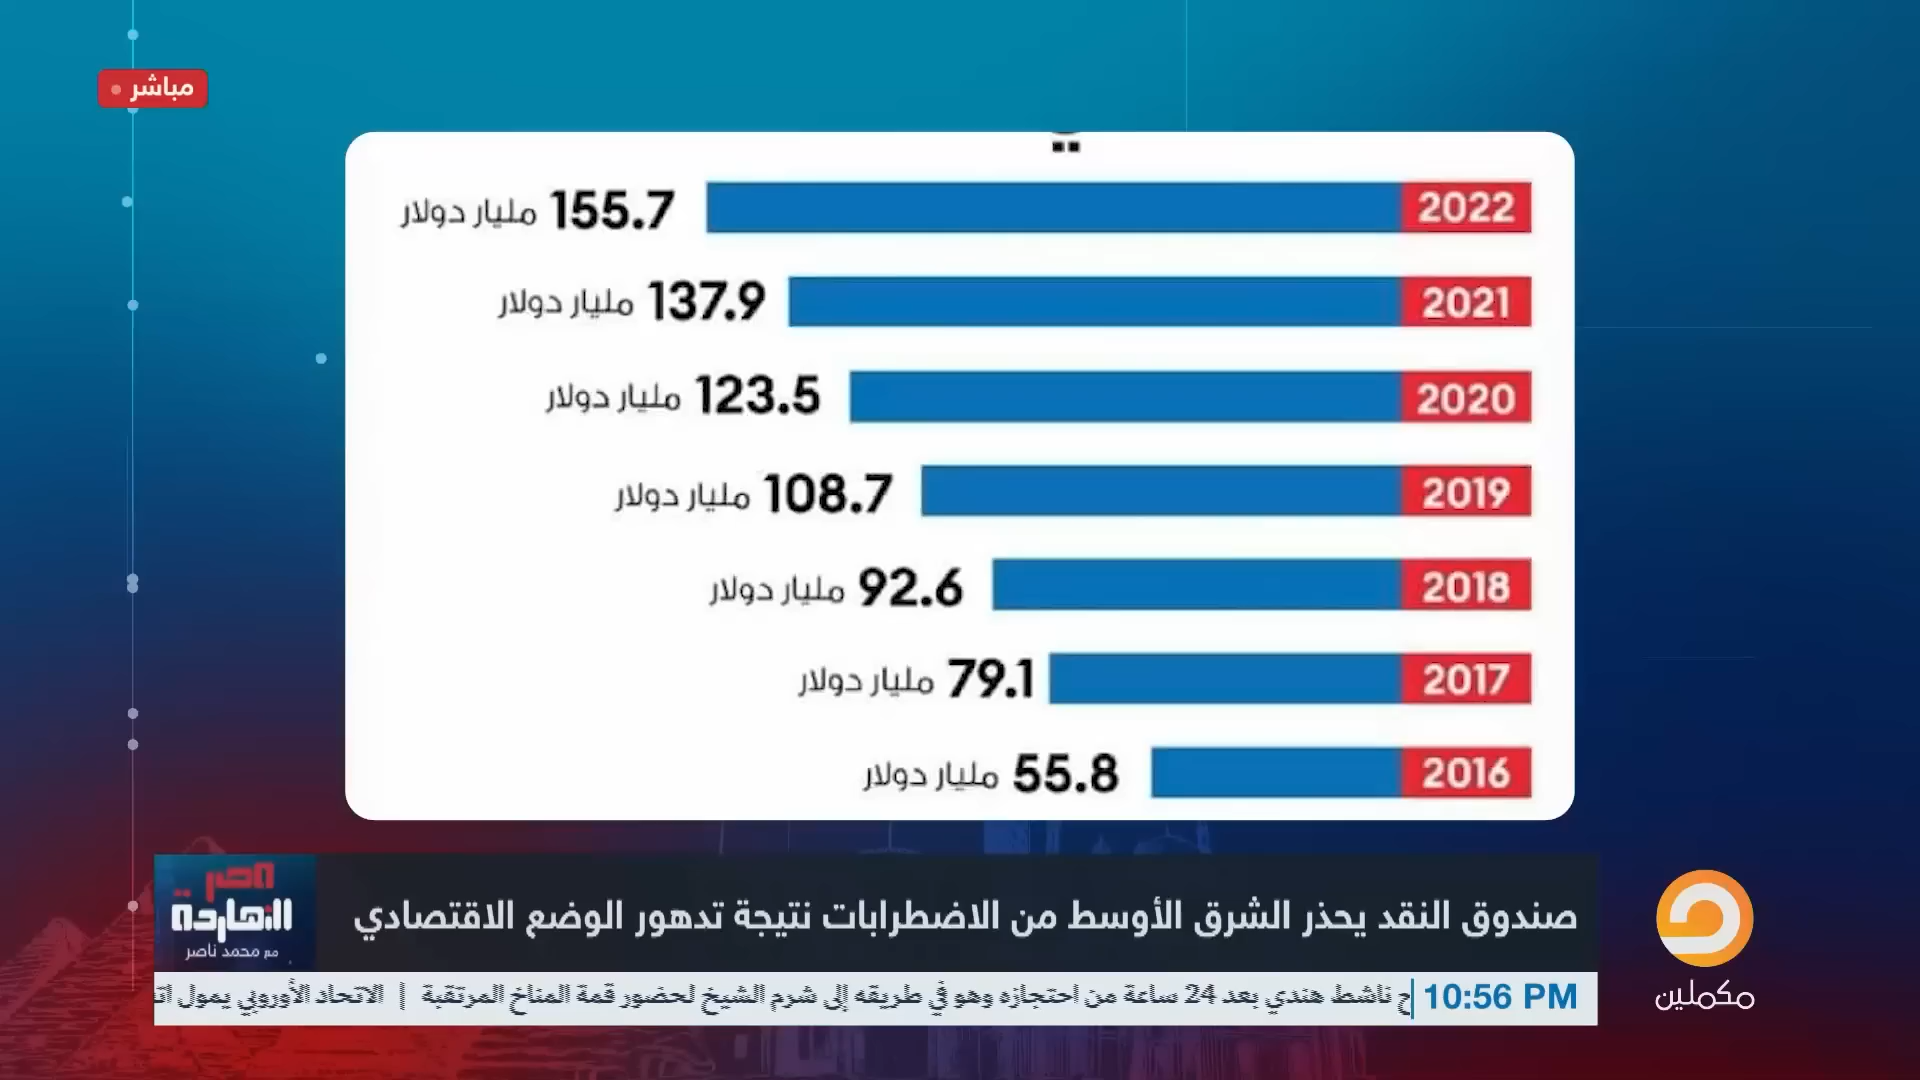 مباشر
2022 155.7 مليار دولار
2021 137.9 مليار دولار
2020 123.5 مليار دولار
2019 108.7 مليار دولار
2018 92.6 مليار دولار
2017 79.1 مليار دولار
2016 55.8 مليار دولار
صندوق النقد يحذر الشرق الأوسط من الاضطرابات نتيجة تدهور الوضع الاقتصادي
مصر
النهاردة
مع محمد ناصر
10:56 PM
ناشط هندي بعد 24 ساعة من احتجازه وهو في طريقه إلى شرم الشيخ لحضور قمة المناخ المرتقبة | الاتحاد الأوروبي يمول
مكملين